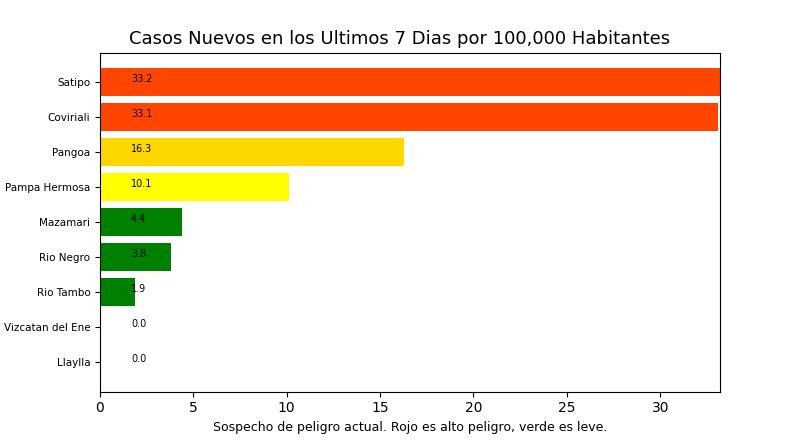 Casos Nuevos en los Ultimos 7 Dias por 100,000 Habitantes
Satipo 33.2
Coviriali 33.1
Pangoa 16.3
Pampa Hermosa 10.1
Mazamari 4.4
Rio Negro 3.8
Rio Tambo 1.9
Vizcatan del Ene 0.0
Llaylla 0.0
0 5 10 15 20 25 30
Sospecho de peligro actual. Rojo es alto peligro, verde es leve.